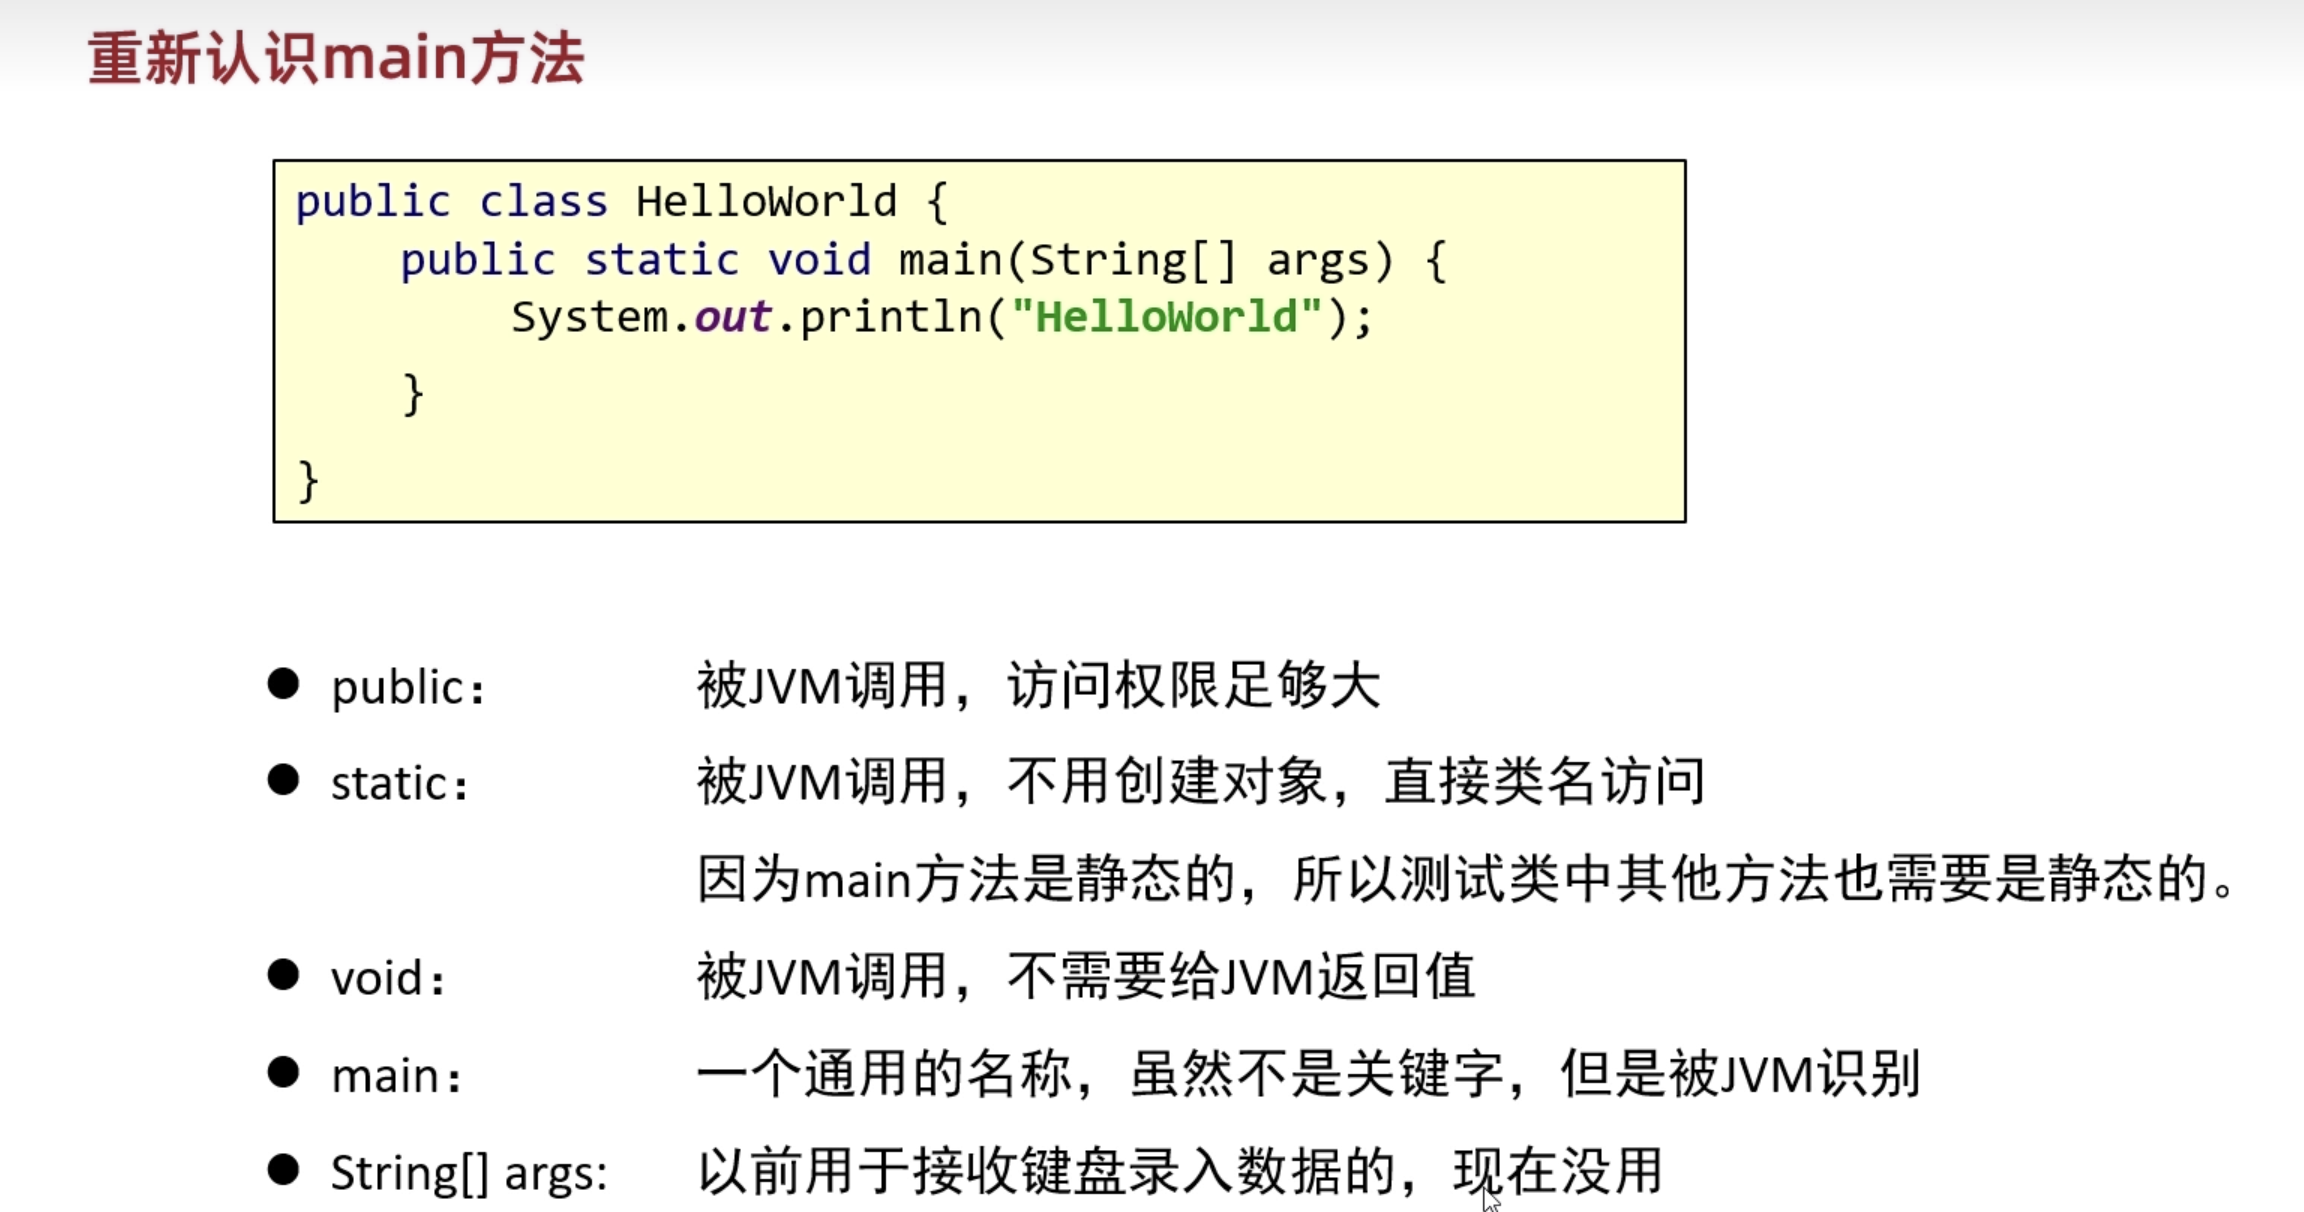 重新认识main方法
public class HelloWorld {
    public static void main(String[] args) {
        System.out.println("HelloWorld");
    }
}
● public： 被JVM调用，访问权限足够大
● static： 被JVM调用，不用创建对象，直接类名访问
因为main方法是静态的，所以测试类中其他方法也需要是静态的。
● void： 被JVM调用，不需要给JVM返回值
● main： 一个通用的名称，虽然不是关键字，但是被JVM识别
● String[] args: 以前用于接收键盘录入数据的，现在没用